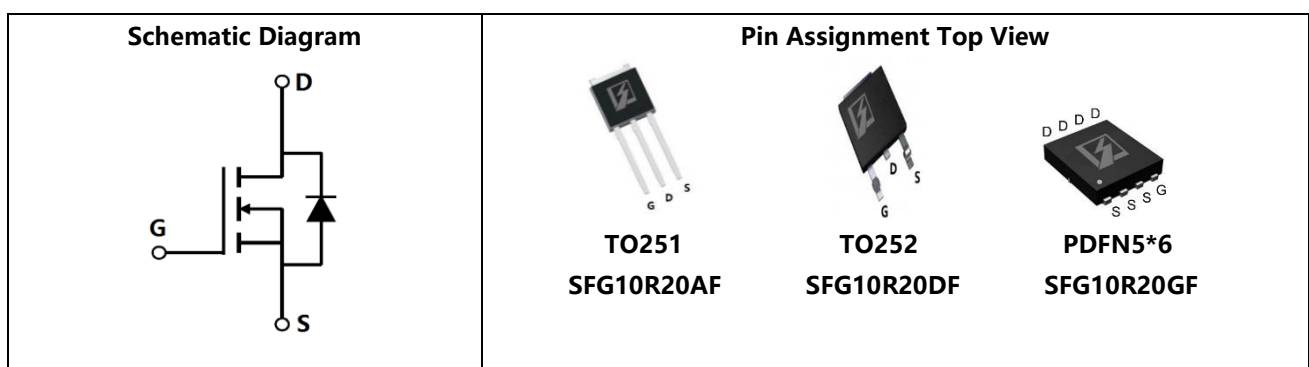 Schematic Diagram
Pin Assignment Top View
D
G
S
G D S
TO251
SFG10R20AF
D S
G
TO252
SFG10R20DF
D D D D
S S S G
PDFN5*6
SFG10R20GF